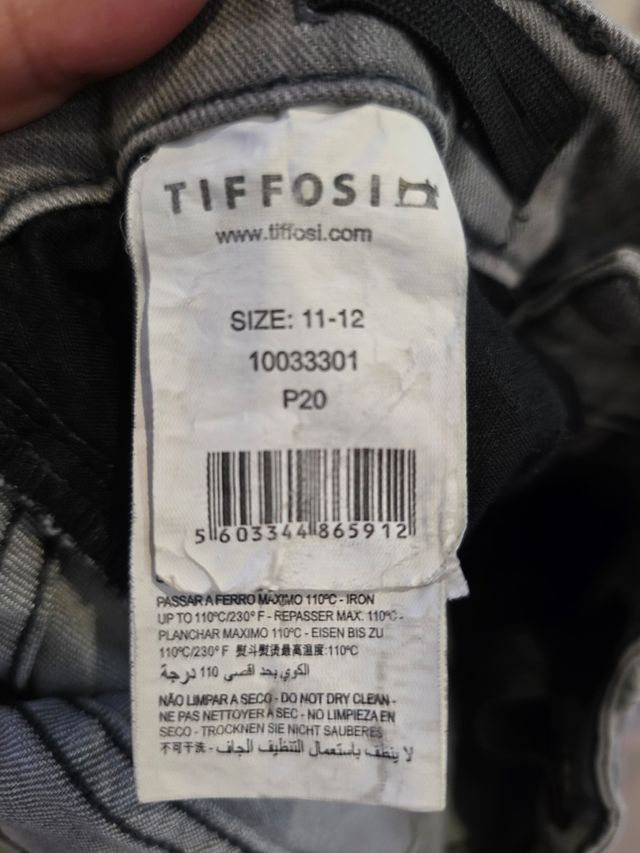 TIFFOSI
www.tiffosi.com
SIZE: 11-12
10033301
P20
5 603344 865912
PASSAR A FERRO MAXIMO 110ºC - IRON
UP TO 110ºC/230º F - REPASSER MAX. 110ºC -
PLANCHAR MAXIMO 110ºC - EISEN BIS ZU
110ºC/230º F 熨斗熨烫最高温度:110ºC
الكوي بحد اقصى 110 درجة
NÃO LIMPAR A SECO - DO NOT DRY CLEAN -
NE PAS NETTOYER A SEC - NO LIMPIEZA EN
SECO - TROCKNEN SIE NICHT SAUBERES
不可干洗 - لا ينظف باستعمال التنظيف الجاف